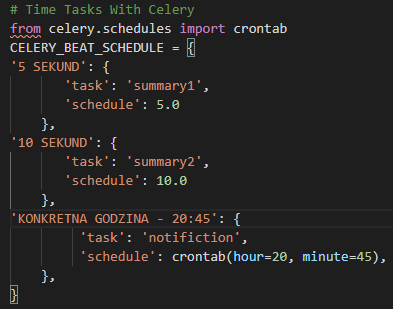 # Time Tasks With Celery
from celery.schedules import crontab
CELERY_BEAT_SCHEDULE = {
'5 SEKUND': {
'task': 'summary1',
'schedule': 5.0
},
'10 SEKUND': {
'task': 'summary2',
'schedule': 10.0
},
'KONKRETNA GODZINA - 20:45': {
'task': 'notifiction',
'schedule': crontab(hour=20, minute=45),
},
}